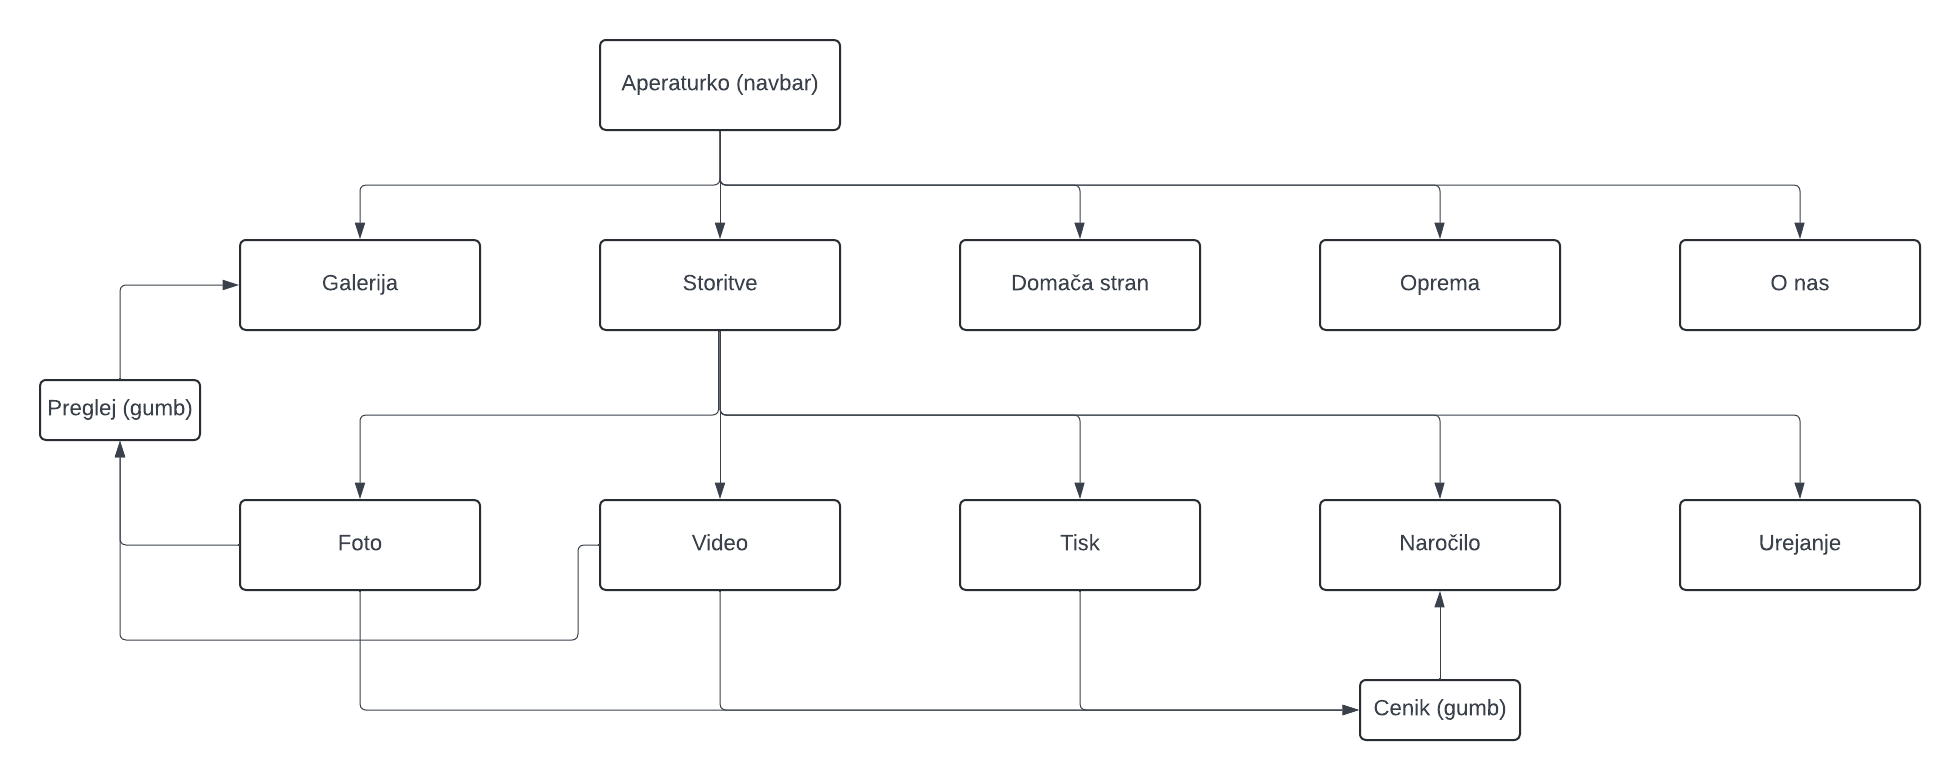 Aperaturko (navbar)
Galerija
Storitve
Domača stran
Oprema
O nas
Preglej (gumb)
Foto
Video
Tisk
Naročilo
Urejanje
Cenik (gumb)